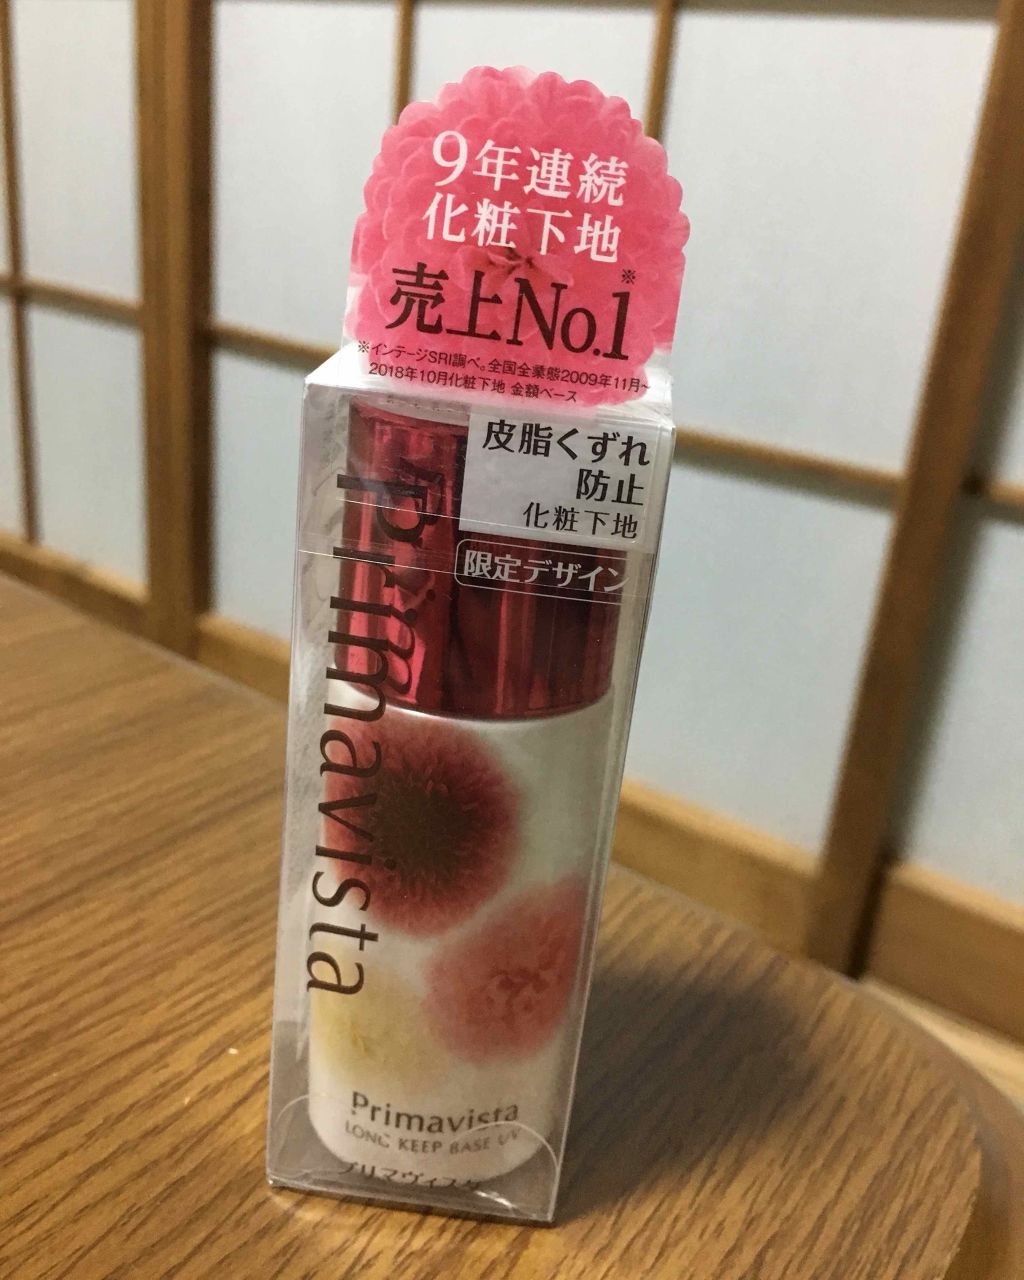 9年連続
化粧下地
売上No.1※
※インテージSRI調べ。全国全業態2009年11月~
2018年10月化粧下地 金額ベース
皮脂くずれ
防止
化粧下地
限定デザイン
Primavista
Primavista
LONG KEEP BASE UV
プリマヴィスタ